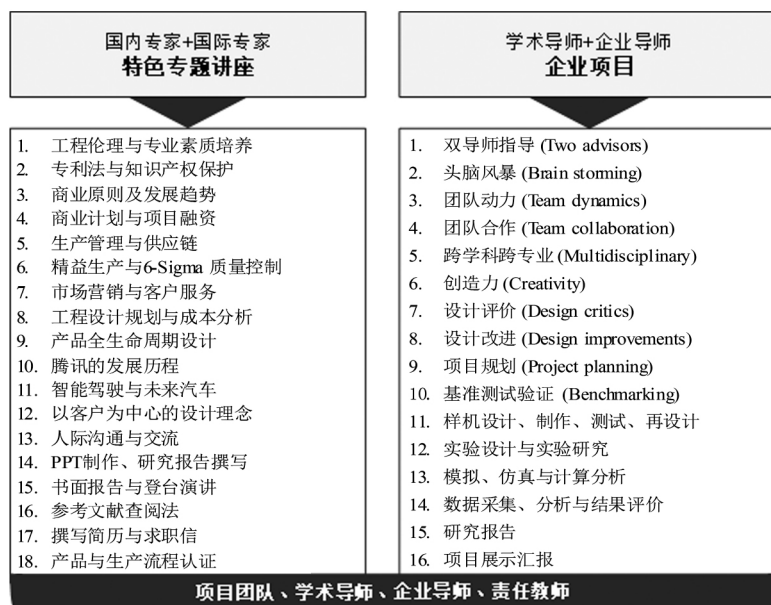 国内专家+国际专家
特色专题讲座
1. 工程伦理与专业素质培养
2. 专利法与知识产权保护
3. 商业原则及发展趋势
4. 商业计划与项目融资
5. 生产管理与供应链
6. 精益生产与6-Sigma 质量控制
7. 市场营销与客户服务
8. 工程设计规划与成本分析
9. 产品全生命周期设计
10. 腾讯的发展历程
11. 智能驾驶与未来汽车
12. 以客户为中心的设计理念
13. 人际沟通与交流
14. PPT制作、研究报告撰写
15. 书面报告与登台演讲
16. 参考文献查阅法
17. 撰写简历与求职信
18. 产品与生产流程认证
学术导师+企业导师
企业项目
1. 双导师指导 (Two advisors)
2. 头脑风暴 (Brain storming)
3. 团队动力 (Team dynamics)
4. 团队合作 (Team collaboration)
5. 跨学科跨专业 (Multidisciplinary)
6. 创造力 (Creativity)
7. 设计评价 (Design critics)
8. 设计改进 (Design improvements)
9. 项目规划 (Project planning)
10. 基准测试验证 (Benchmarking)
11. 样机设计、制作、测试、再设计
12. 实验设计与实验研究
13. 模拟、仿真与计算分析
14. 数据采集、分析与结果评价
15. 研究报告
16. 项目展示汇报
项目团队、学术导师、企业导师、责任教师